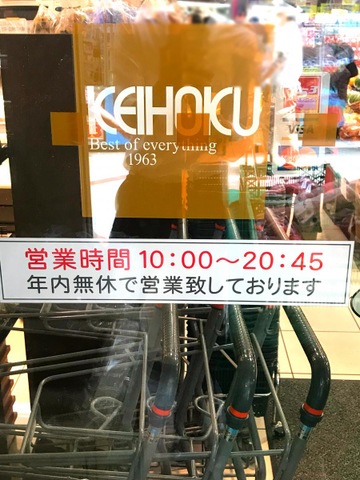 KEIHOKU
Best of everything
1963
VISA
営業時間 10:00～20:45
年内無休で営業致しております